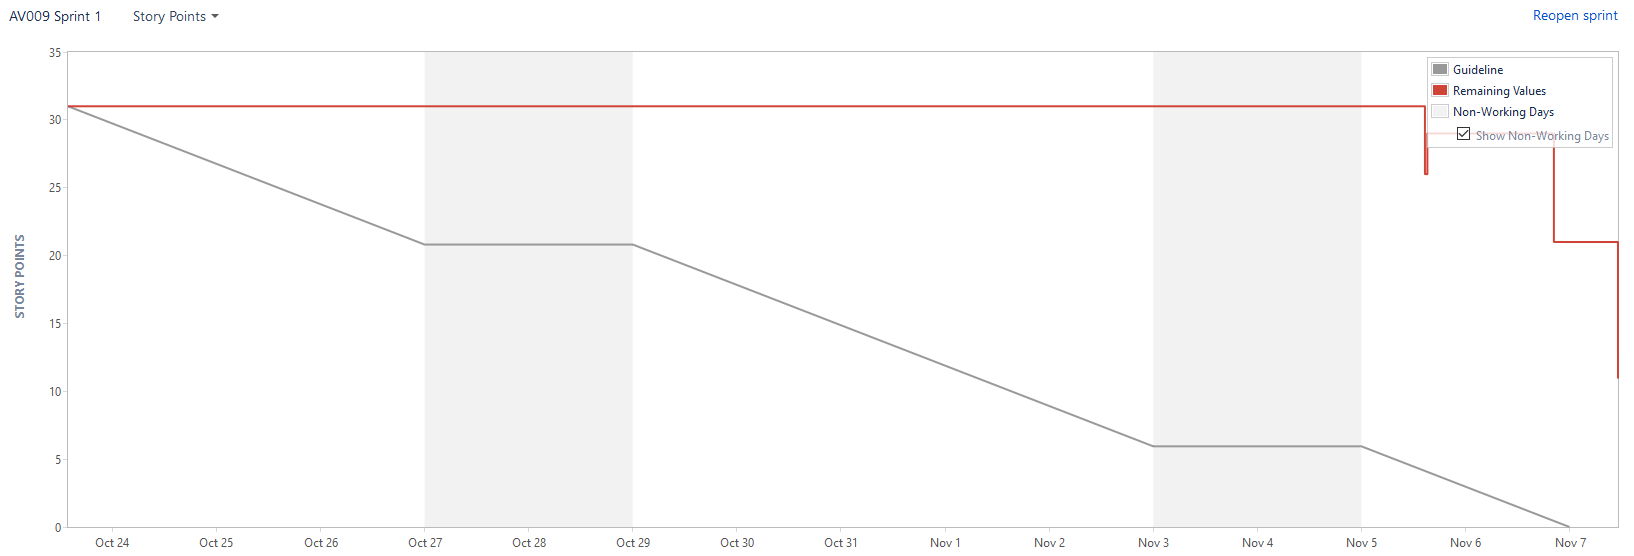 AV009 Sprint 1 Story Points Reopen sprint
35
30
25
20
15
10
5
0
STORY POINTS
Guideline
Remaining Values
Non-Working Days
Show Non-Working Days
Oct 24 Oct 25 Oct 26 Oct 27 Oct 28 Oct 29 Oct 30 Oct 31 Nov 1 Nov 2 Nov 3 Nov 4 Nov 5 Nov 6 Nov 7